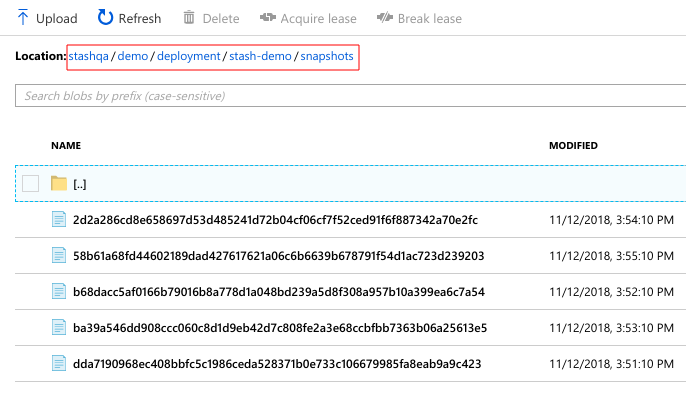 Upload Refresh Delete Acquire lease Break lease
Location: stashqa / demo / deployment / stash-demo / snapshots
Search blobs by prefix (case-sensitive)
NAME MODIFIED
[..]
2d2a286cd8e658697d53d485241d72b04cf06cf7f52ced91f6f887342a70e2fc 11/12/2018, 3:54:10 PM
58b61a68fd44602189dad427617621a06c6b6639b678791f54d1ac723d239203 11/12/2018, 3:55:10 PM
b68dacc5af0166b79016b8a778d1a048bd239a5d8f308a957b10a399ea6c7a54 11/12/2018, 3:52:10 PM
ba39a546dd908ccc060c8d1d9eb42d7c808fe2a3e68ccbfbb7363b06a25613e5 11/12/2018, 3:53:10 PM
dda7190968ec408bbfc5c1986ceda528371b0e733c106679985fa8eab9a9c423 11/12/2018, 3:51:10 PM